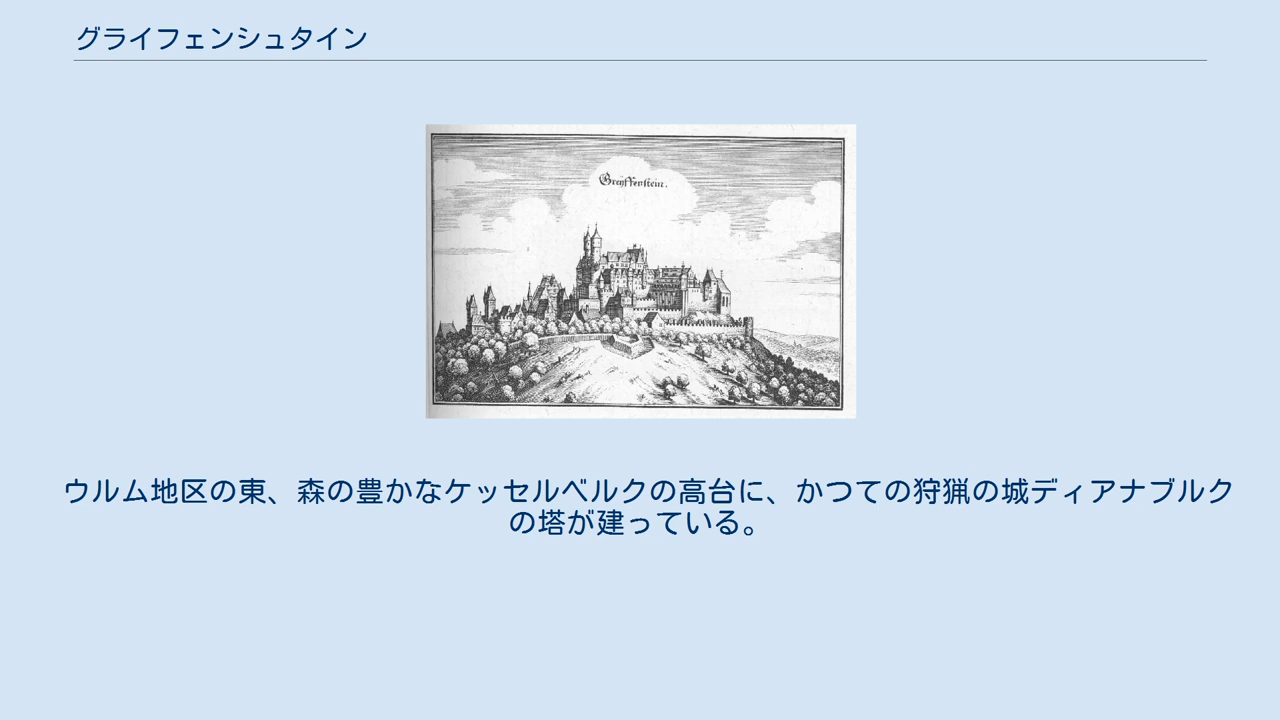 グライフェンシュタイン
Greyffenstein.
ウルム地区の東、森の豊かなケッセルベルクの高台に、かつての狩猟の城ディアナブルク
の塔が建っている。